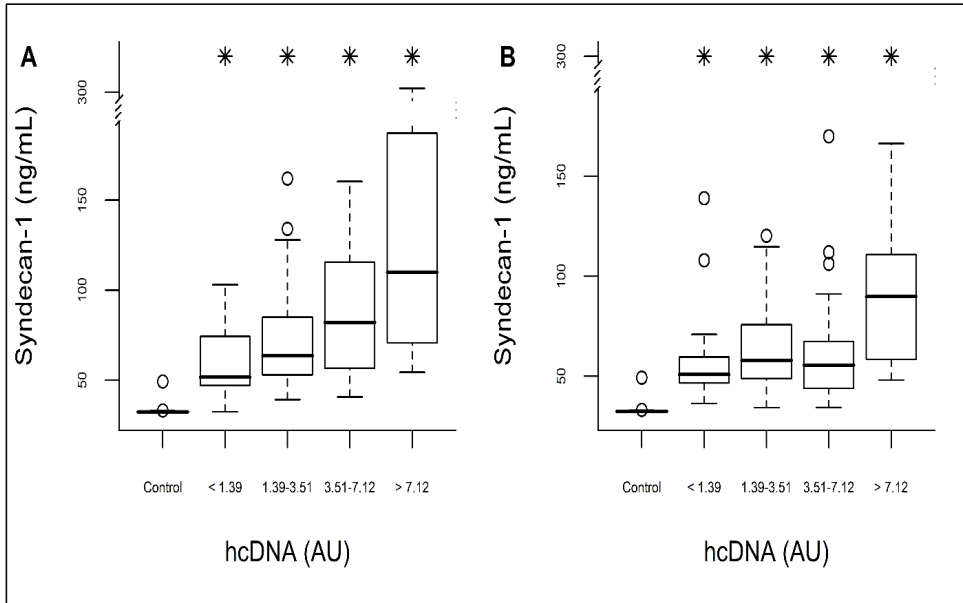 A
Syndecan-1 (ng/mL)
300
150
100
50
* * * *
Control < 1.39 1.39-3.51 3.51-7.12 > 7.12
hcDNA (AU)
B
Syndecan-1 (ng/mL)
300
150
100
50
* * * *
Control < 1.39 1.39-3.51 3.51-7.12 > 7.12
hcDNA (AU)